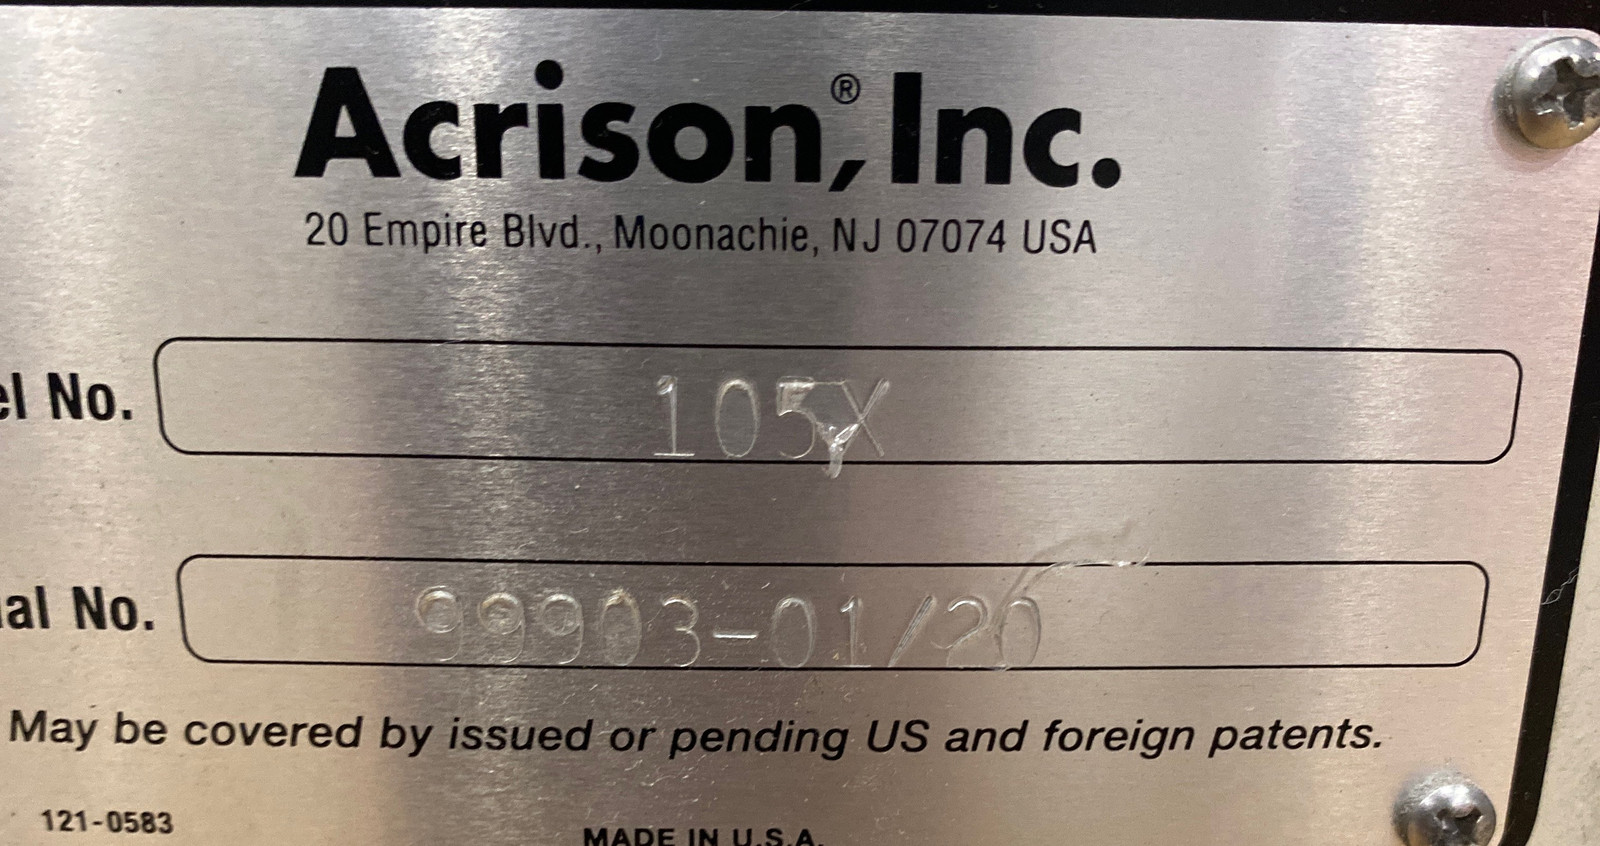 Acrison,® Inc.
20 Empire Blvd., Moonachie, NJ 07074 USA
el No. 105X
al No. 99903-01/20
May be covered by issued or pending US and foreign patents.
121-0583
MADE IN U.S.A.